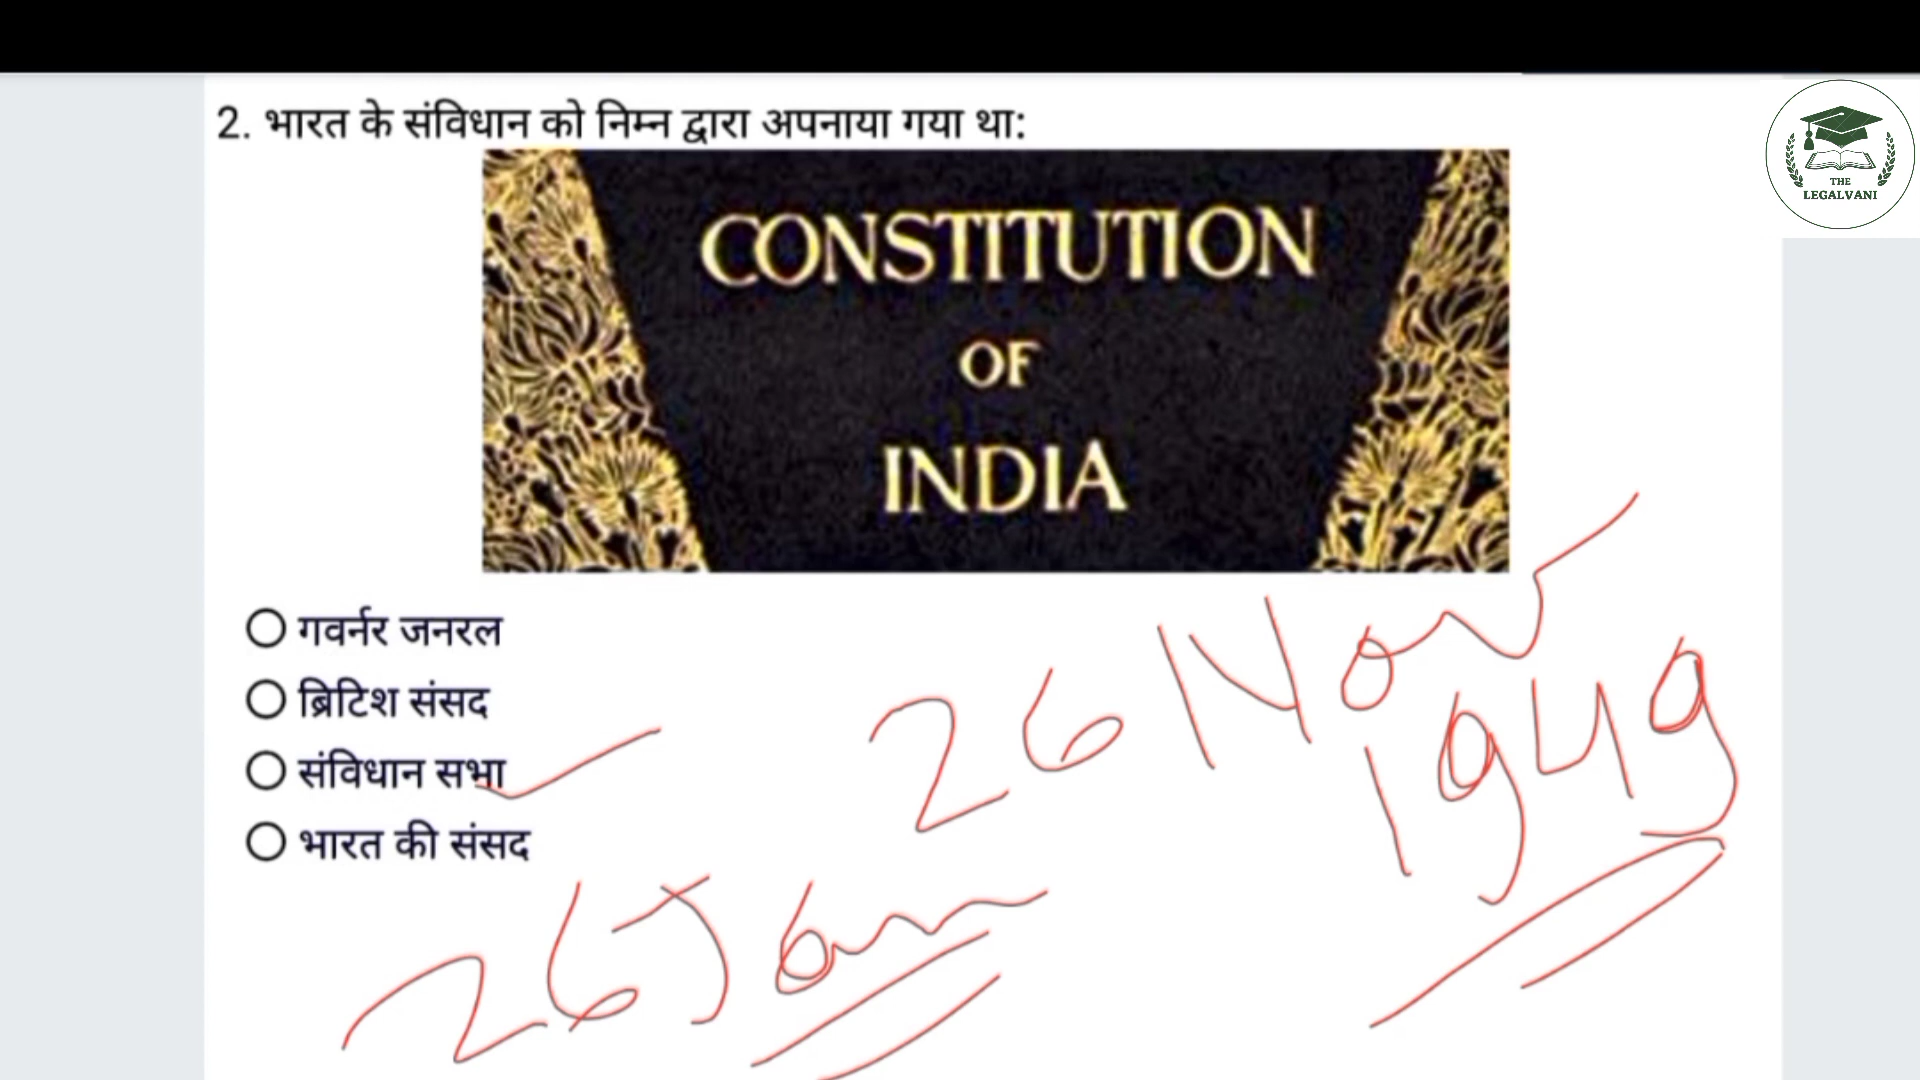 2. भारत के संविधान को निम्न द्वारा अपनाया गया था:
THE
LEGALVANI
CONSTITUTION
OF
INDIA
गवर्नर जनरल
ब्रिटिश संसद
संविधान सभा
भारत की संसद
26 Nov
1949
26 Jan